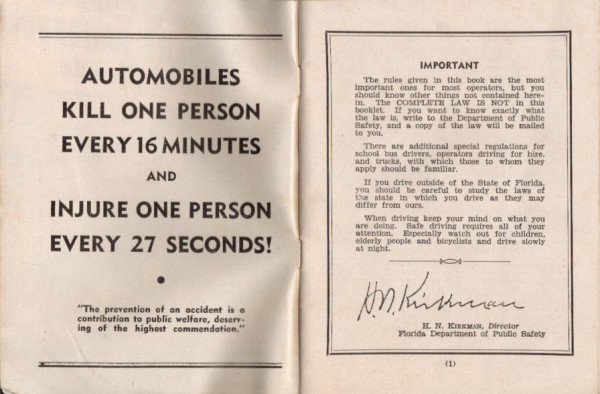 AUTOMOBILES
KILL ONE PERSON
EVERY 16 MINUTES
AND
INJURE ONE PERSON
EVERY 27 SECONDS!
"The prevention of an accident is a
contribution to public welfare, deserv-
ing of the highest commendation."
IMPORTANT
The rules given in this book are the most
important ones for most operators, but you
should know other things not contained here-
in. The COMPLETE LAW IS NOT in this
booklet. If you want to know exactly what
the law is, write to the Department of Public
Safety, and a copy of the law will be mailed
to you.
There are additional special regulations for
school bus drivers, operators driving for hire,
and trucks, with which those to whom they
apply should be familiar.
If you drive outside of the State of Florida,
you should be careful to study the laws of
the state in which you drive as they may
differ from ours.
When driving keep your mind on what you
are doing. Safe driving requires all of your
attention. Especially watch out for children,
elderly people and bicyclists and drive slowly
at night.
H. N. Kirkman
H. N. KIRKMAN, Director
Florida Department of Public Safety
(1)